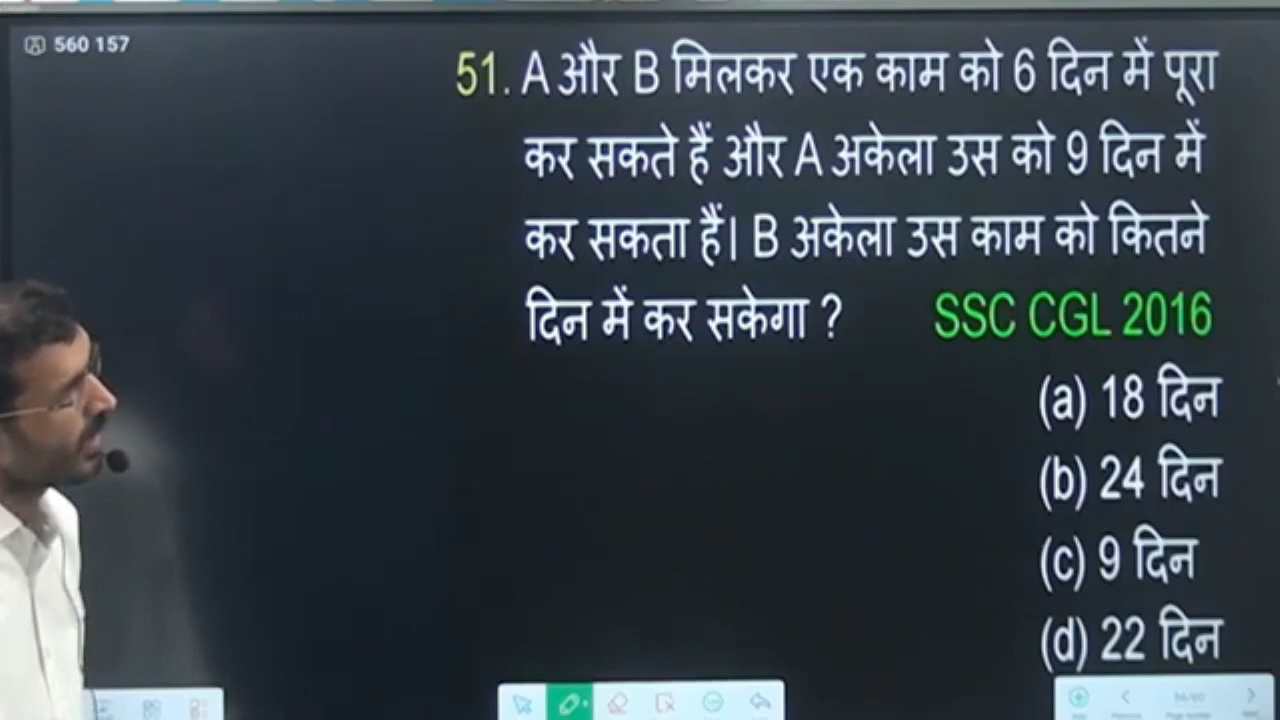 560 157
51. A और B मिलकर एक काम को 6 दिन में पूरा
कर सकते हैं और A अकेला उस को 9 दिन में
कर सकता हैं। B अकेला उस काम को कितने
दिन में कर सकेगा ? SSC CGL 2016
(a) 18 दिन
(b) 24 दिन
(c) 9 दिन
(d) 22 दिन